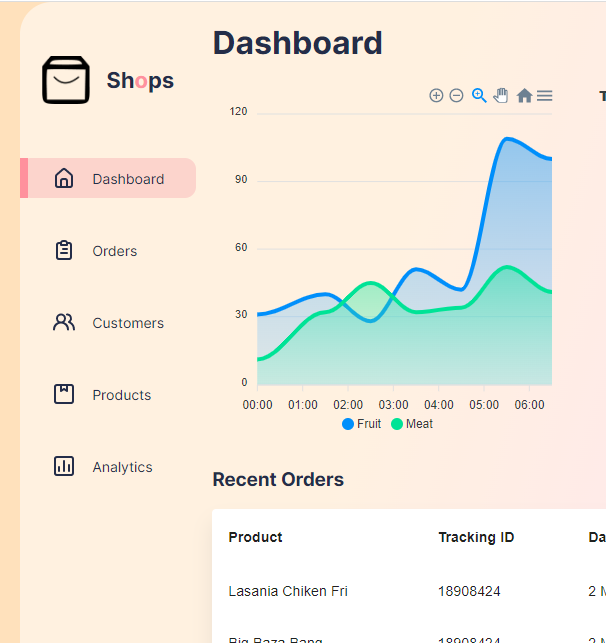 Dashboard
Shops
T
120
90
60
30
0
00:00 01:00 02:00 03:00 04:00 05:00 06:00
Fruit Meat
Dashboard
Orders
Customers
Products
Analytics
Recent Orders
Product Tracking ID Da
Lasania Chiken Fri 18908424 2 M
Big Baza Bang 18908424 2 M